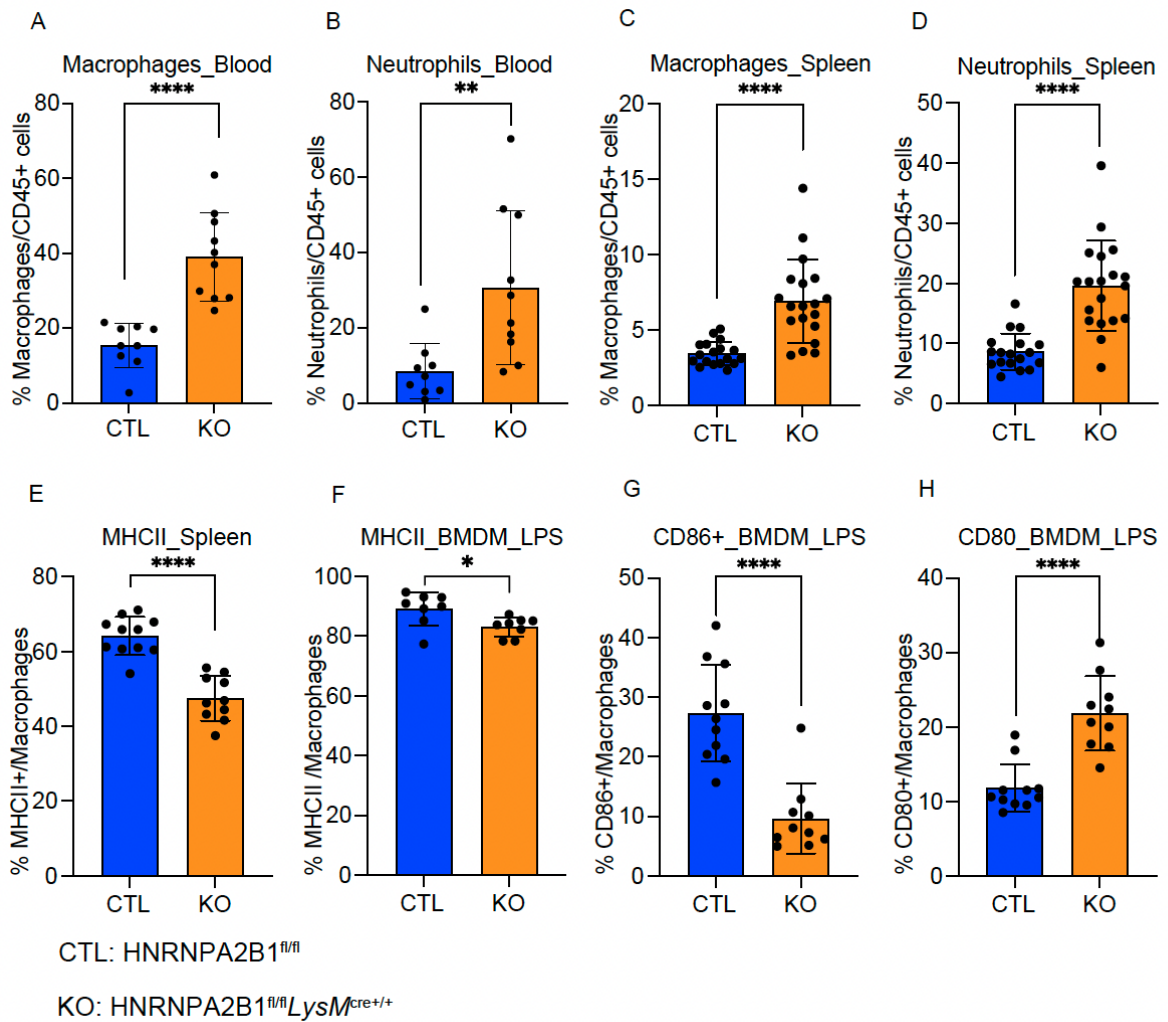 A
B
C
D
Macrophages_Blood
Neutrophils_Blood
Macrophages_Spleen
Neutrophils_Spleen
****
**
****
****
% Macrophages/CD45+ cells
80
60
40
20
0
CTL KO
% Neutrophils/CD45+ cells
80
60
40
20
0
CTL KO
% Macrophages/CD45+ cells
20
15
10
5
0
CTL KO
% Neutrophils/CD45+ cells
50
40
30
20
10
0
CTL KO
E
F
G
H
MHCII_Spleen
MHCII_BMDM_LPS
CD86+_BMDM_LPS
CD80_BMDM_LPS
****
*
****
****
% MHCII+/Macrophages
80
60
40
20
0
CTL KO
% MHCII /Macrophages
100
80
60
40
20
0
CTL KO
% CD86+/Macrophages
50
40
30
20
10
0
CTL KO
% CD80+/Macrophages
40
30
20
10
0
CTL KO
CTL: HNRNPA2B1fl/fl
KO: HNRNPA2B1fl/flLysMcre+/+